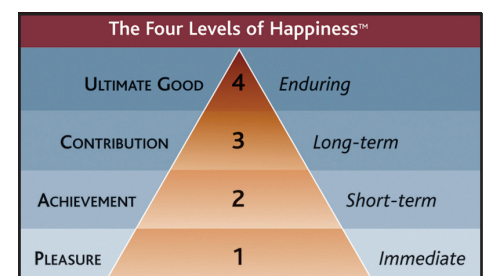 The Four Levels of Happiness™
ULTIMATE GOOD 4 Enduring
CONTRIBUTION 3 Long-term
ACHIEVEMENT 2 Short-term
PLEASURE 1 Immediate